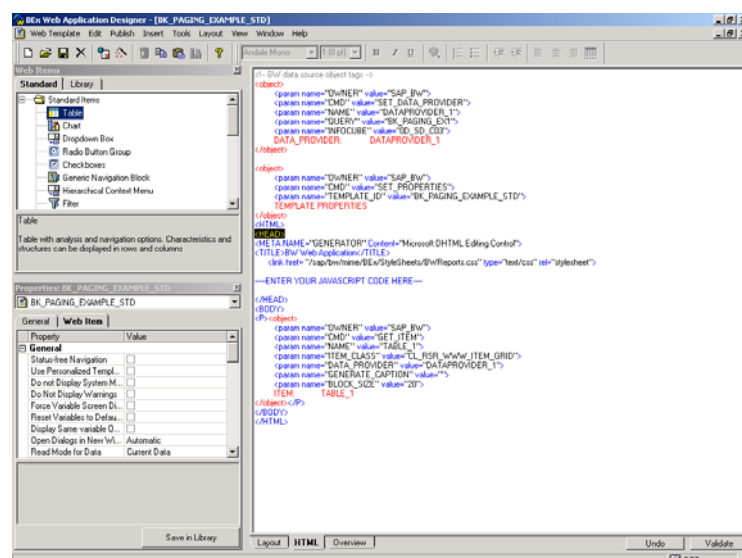 BEx Web Application Designer - [BK_PAGING_EXAMPLE_STD]
Web Template Edit Publish Insert Tools Layout View Window Help
Andale Mono 1 (8 pt) B I U
Web Items
Standard Library
Standard Items
Table
Chart
Dropdown Box
Radio Button Group
Checkboxes
Generic Navigation Block
Hierarchical Context Menu
Filter
Table
Table with analysis and navigation options. Characteristics and
structures can be displayed in rows and columns
Properties: BK_PAGING_EXAMPLE_STD
BK_PAGING_EXAMPLE_STD
General Web Item
Property Value
General
Status-free Navigation
Use Personalized Templ...
Do not Display System M...
Do Not Display Warnings
Force Variable Screen Di...
Reset Variables to Defau...
Display Same variable O...
Open Dialogs in New Wi... Automatic
Read Mode for Data Current Data
Save in Library
<!-- BW data source object tags -->
<object>
<param name="OWNER" value="SAP_BW">
<param name="CMD" value="SET_DATA_PROVIDER">
<param name="NAME" value="DATAPROVIDER_1">
<param name="QUERY" value="BK_PAGING_EX1">
<param name="INFOCUBE" value="0D_SD_C03">
DATA_PROVIDER: DATAPROVIDER_1
</object>
<object>
<param name="OWNER" value="SAP_BW">
<param name="CMD" value="SET_PROPERTIES">
<param name="TEMPLATE_ID" value="BK_PAGING_EXAMPLE_STD">
TEMPLATE PROPERTIES
</object>
<HTML>
<HEAD>
<META NAME="GENERATOR" Content="Microsoft DHTML Editing Control">
<TITLE>BW Web Application</TITLE>
<link href= "/sap/bw/mime/BEx/StyleSheets/BWReports.css" type="text/css" rel="stylesheet">
----ENTER YOUR JAVASCRIPT CODE HERE----
</HEAD>
<BODY>
<P><object>
<param name="OWNER" value="SAP_BW">
<param name="CMD" value="GET_ITEM">
<param name="NAME" value="TABLE_1">
<param name="ITEM_CLASS" value="CL_RSR_WWW_ITEM_GRID">
<param name="DATA_PROVIDER" value="DATAPROVIDER_1">
<param name="GENERATE_CAPTION" value="">
<param name="BLOCK_SIZE" value="20">
ITEM: TABLE_1
</object></P>
</BODY>
</HTML>
Layout HTML Overview
Undo Validate